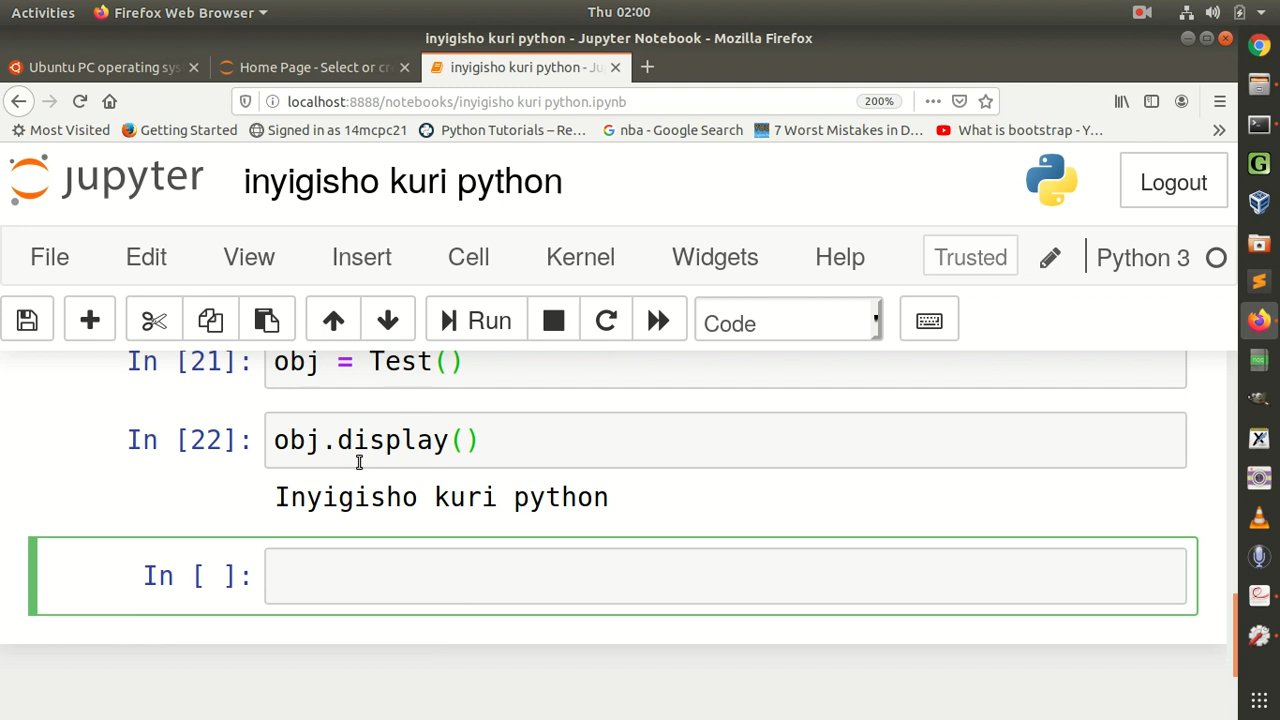 Activities Firefox Web Browser Thu 02:00
inyigisho kuri python - Jupyter Notebook - Mozilla Firefox
Ubuntu PC operating sys Home Page - Select or cr inyigisho kuri python - Ju
localhost:8888/notebooks/inyigisho kuri python.ipynb 200%
Most Visited Getting Started Signed in as 14mcpc21 Python Tutorials – Re… nba - Google Search 7 Worst Mistakes in D… What is bootstrap - Y…
jupyter inyigisho kuri python Logout
File Edit View Insert Cell Kernel Widgets Help Trusted Python 3
Run Code
In [21]: obj = Test()
In [22]: obj.display()
Inyigisho kuri python
In [ ]: